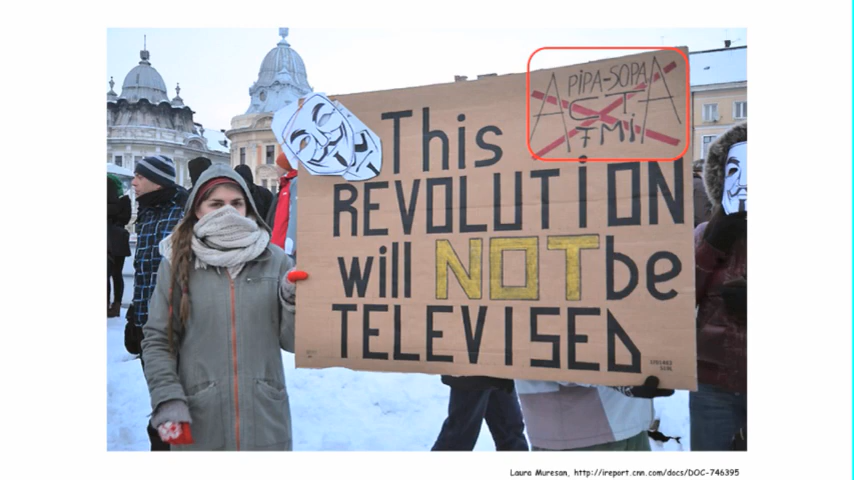 PIPA-SOPA
ACTA
FMI
This
REVOLUTiON
will NOT be
TELEVISED
Laura Muresan, http://ireport.cnn.com/docs/DOC-746395